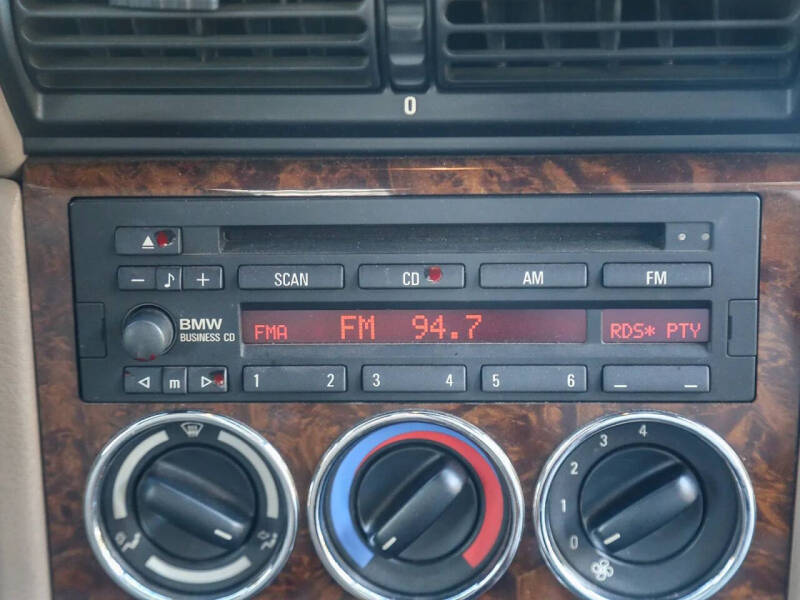 0
SCAN CD AM FM
BMW
BUSINESS CD
FMA FM 94.7 RDS* PTY
m 1 2 3 4 5 6
4
3
2
1
0